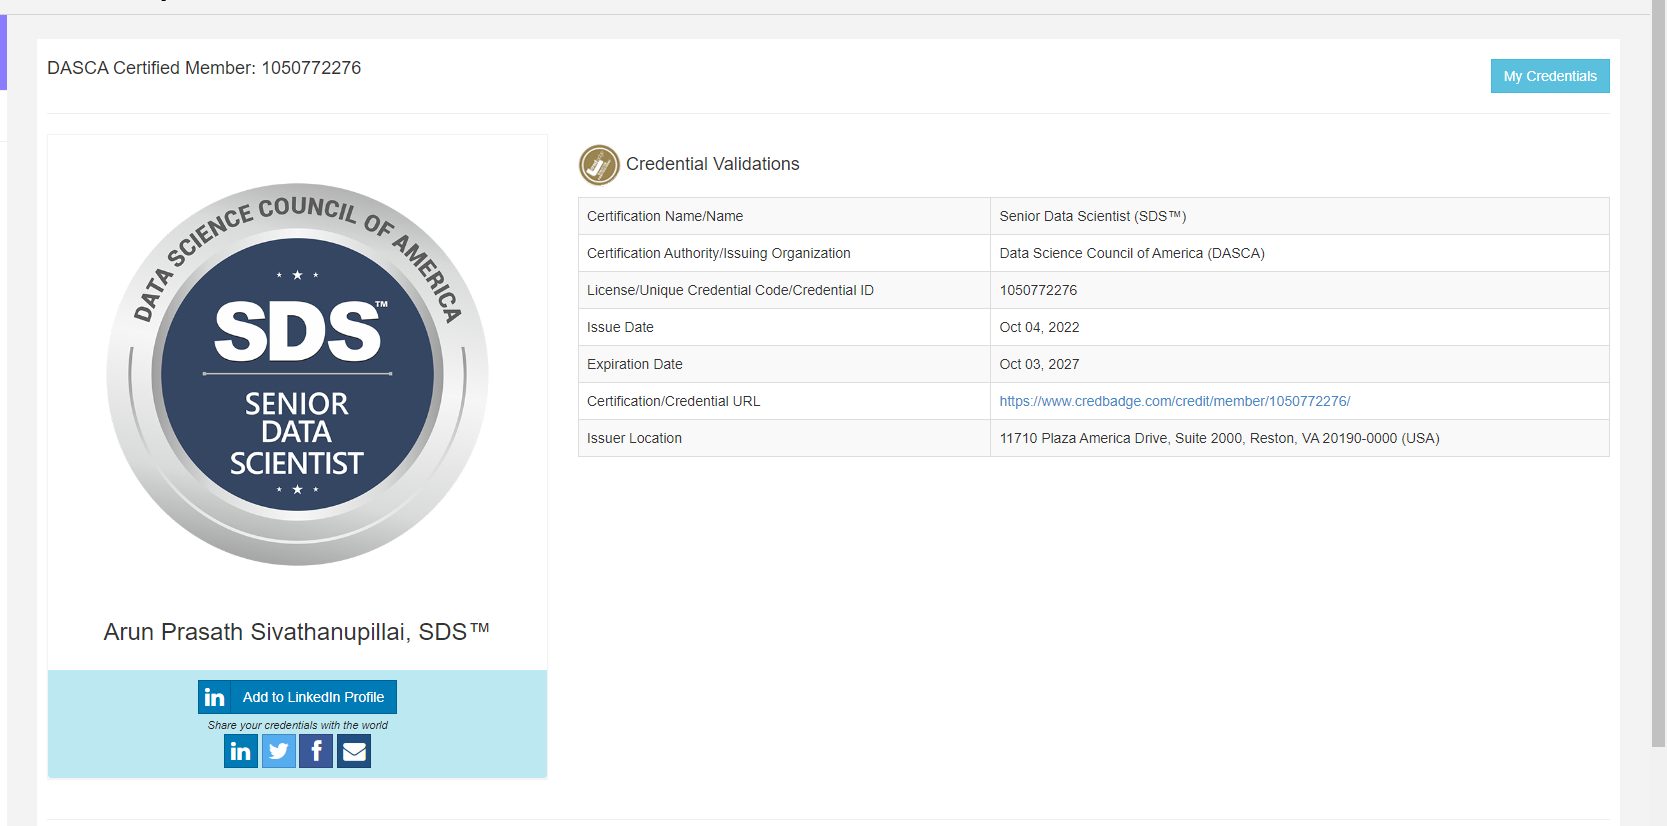 DASCA Certified Member: 1050772276
My Credentials
DATA SCIENCE COUNCIL OF AMERICA
SDS™
SENIOR
DATA
SCIENTIST
Arun Prasath Sivathanupillai, SDS™
in Add to LinkedIn Profile
Share your credentials with the world
in f
Credential Validations
Certification Name/Name Senior Data Scientist (SDS™)
Certification Authority/Issuing Organization Data Science Council of America (DASCA)
License/Unique Credential Code/Credential ID 1050772276
Issue Date Oct 04, 2022
Expiration Date Oct 03, 2027
Certification/Credential URL https://www.credbadge.com/credit/member/1050772276/
Issuer Location 11710 Plaza America Drive, Suite 2000, Reston, VA 20190-0000 (USA)